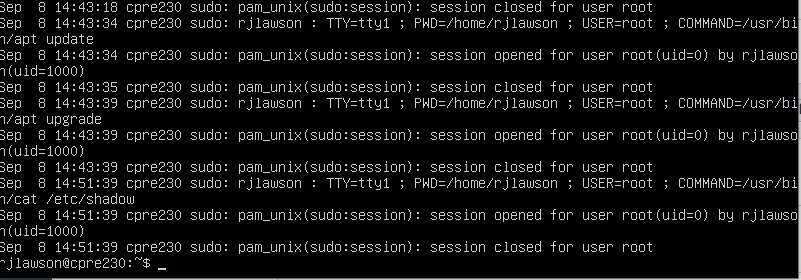 Sep  8 14:43:18 cpre230 sudo: pam_unix(sudo:session): session closed for user root
Sep  8 14:43:34 cpre230 sudo: rjlawson : TTY=tty1 ; PWD=/home/rjlawson ; USER=root ; COMMAND=/usr/bi
n/apt update
Sep  8 14:43:34 cpre230 sudo: pam_unix(sudo:session): session opened for user root(uid=0) by rjlawso
n(uid=1000)
Sep  8 14:43:35 cpre230 sudo: pam_unix(sudo:session): session closed for user root
Sep  8 14:43:39 cpre230 sudo: rjlawson : TTY=tty1 ; PWD=/home/rjlawson ; USER=root ; COMMAND=/usr/bi
n/apt upgrade
Sep  8 14:43:39 cpre230 sudo: pam_unix(sudo:session): session opened for user root(uid=0) by rjlawso
n(uid=1000)
Sep  8 14:43:39 cpre230 sudo: pam_unix(sudo:session): session closed for user root
Sep  8 14:51:39 cpre230 sudo: rjlawson : TTY=tty1 ; PWD=/home/rjlawson ; USER=root ; COMMAND=/usr/bi
n/cat /etc/shadow
Sep  8 14:51:39 cpre230 sudo: pam_unix(sudo:session): session opened for user root(uid=0) by rjlawso
n(uid=1000)
Sep  8 14:51:39 cpre230 sudo: pam_unix(sudo:session): session closed for user root
rjlawson@cpre230:~$ _